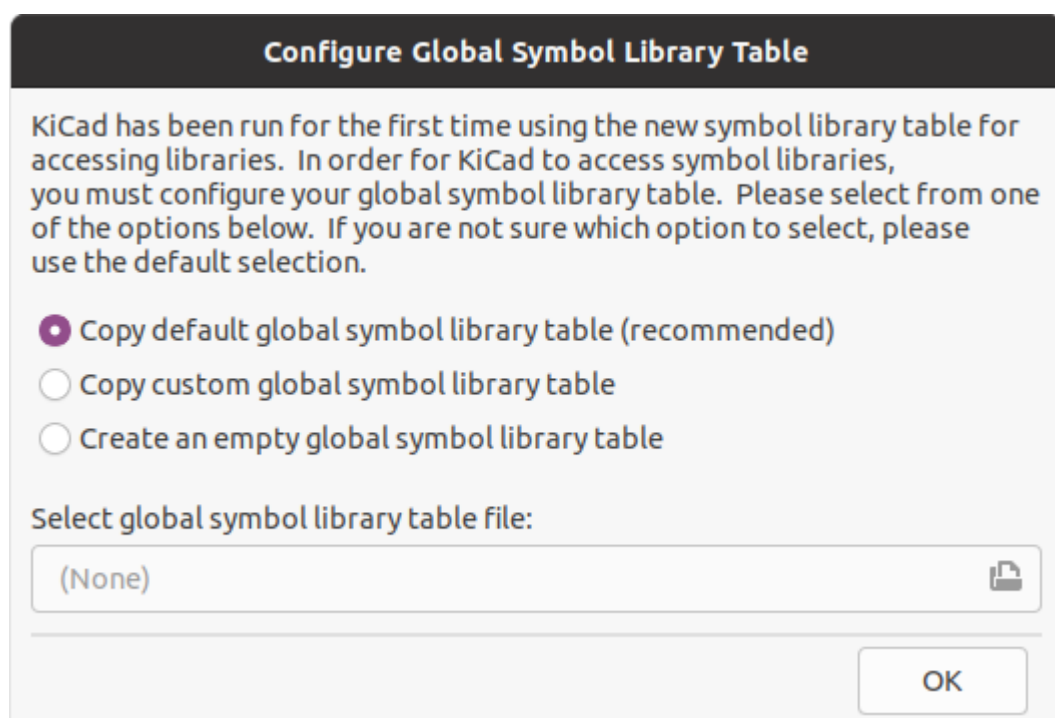 Configure Global Symbol Library Table
KiCad has been run for the first time using the new symbol library table for
accessing libraries.  In order for KiCad to access symbol libraries,
you must configure your global symbol library table.  Please select from one
of the options below.  If you are not sure which option to select, please
use the default selection.
Copy default global symbol library table (recommended)
Copy custom global symbol library table
Create an empty global symbol library table
Select global symbol library table file:
(None)
OK